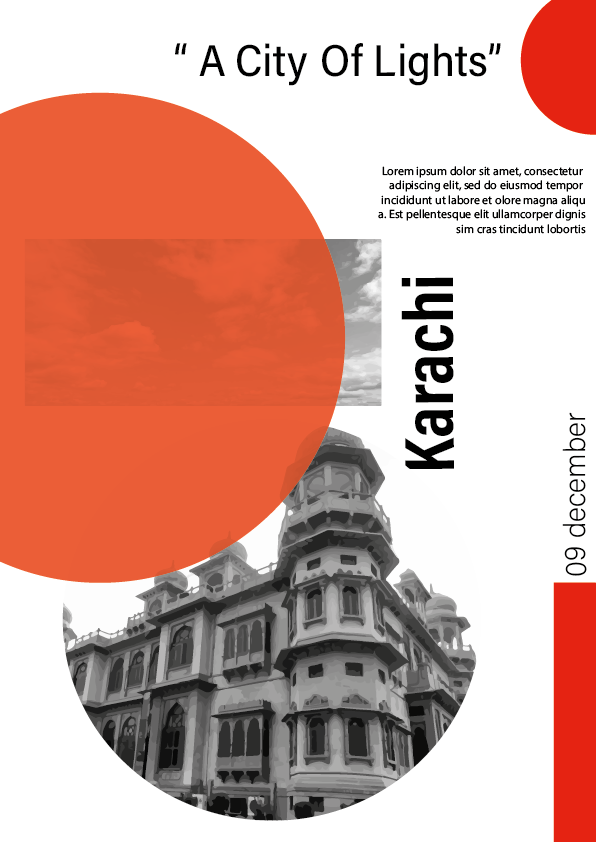 “ A City Of Lights”
Lorem ipsum dolor sit amet, consectetur
adipiscing elit, sed do eiusmod tempor
incididunt ut labore et olore magna aliqu
a. Est pellentesque elit ullamcorper dignis
sim cras tincidunt lobortis
Karachi
09 december